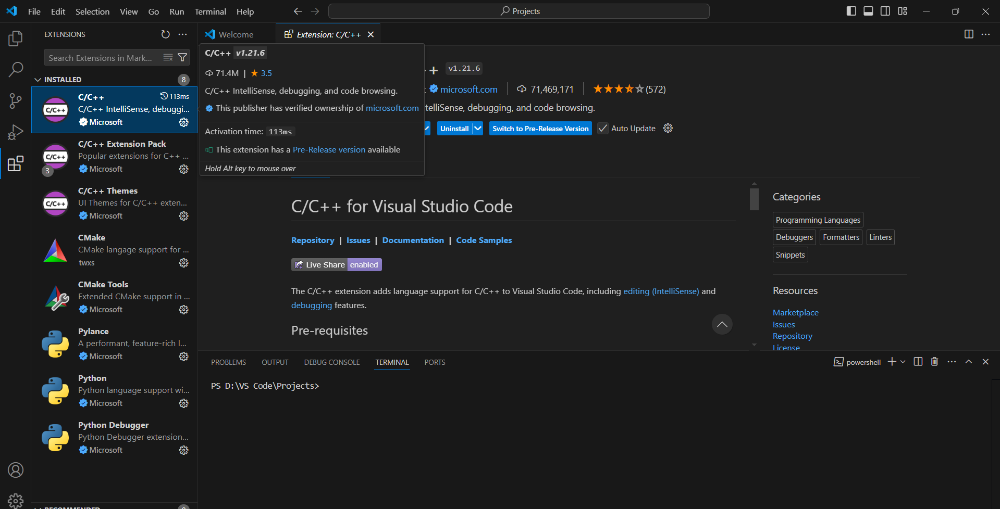 File Edit Selection View Go Run Terminal Help
Projects
EXTENSIONS
Search Extensions in Mark...
INSTALLED 8
C/C++ 113ms
C/C++ IntelliSense, debuggi...
Microsoft
C/C++ Extension Pack
Popular extensions for C++ ...
3 Microsoft
C/C++ Themes
UI Themes for C/C++ exten...
Microsoft
CMake
CMake langage support for ...
twxs
CMake Tools
Extended CMake support in ...
Microsoft
Pylance
A performant, feature-rich l...
Microsoft
Python
Python language support wi...
Microsoft
Python Debugger
Python Debugger extension...
Microsoft
RECOMMENDED
C/C++
C/C++
C/C++
Welcome
Extension: C/C++
C/C++ v1.21.6
71.4M | 3.5
C/C++ IntelliSense, debugging, and code browsing.
This publisher has verified ownership of microsoft.com
Activation time: 113ms
This extension has a Pre-Release version available
Hold Alt key to mouse over
+ v1.21.6
microsoft.com 71,469,171 (572)
telliSense, debugging, and code browsing.
Uninstall Switch to Pre-Release Version Auto Update
C/C++ for Visual Studio Code
Repository | Issues | Documentation | Code Samples
Live Share enabled
The C/C++ extension adds language support for C/C++ to Visual Studio Code, including editing (IntelliSense) and
debugging features.
Pre-requisites
Categories
Programming Languages
Debuggers Formatters Linters
Snippets
Resources
Marketplace
Issues
Repository
License
PROBLEMS OUTPUT DEBUG CONSOLE TERMINAL PORTS
powershell
PS D:\VS Code\Projects>